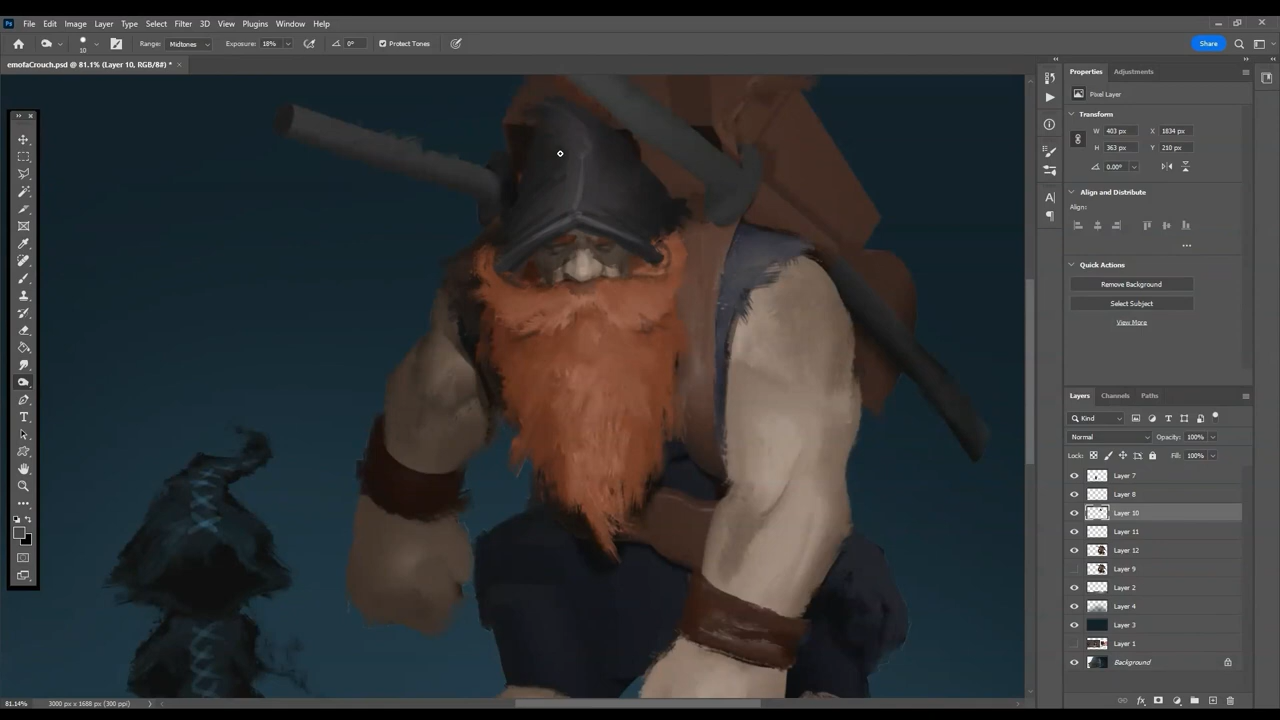 Ps File Edit Image Layer Type Select Filter 3D View Plugins Window Help
10 Range: Midtones Exposure: 18% 0° Protect Tones Share
emofaCrouch.psd @ 81.1% (Layer 10, RGB/8#) *
Properties Adjustments
Pixel Layer
Transform
W 403 px X 1834 px
H 363 px Y 210 px
0.00°
Align and Distribute
Align:
Quick Actions
Remove Background
Select Subject
View More
Layers Channels Paths
Kind
Normal Opacity: 100%
Lock: Fill: 100%
Layer 7
Layer 8
Layer 10
Layer 11
Layer 12
Layer 9
Layer 2
Layer 4
Layer 3
Layer 1
Background
81.14% 3000 px x 1688 px (300 ppi)